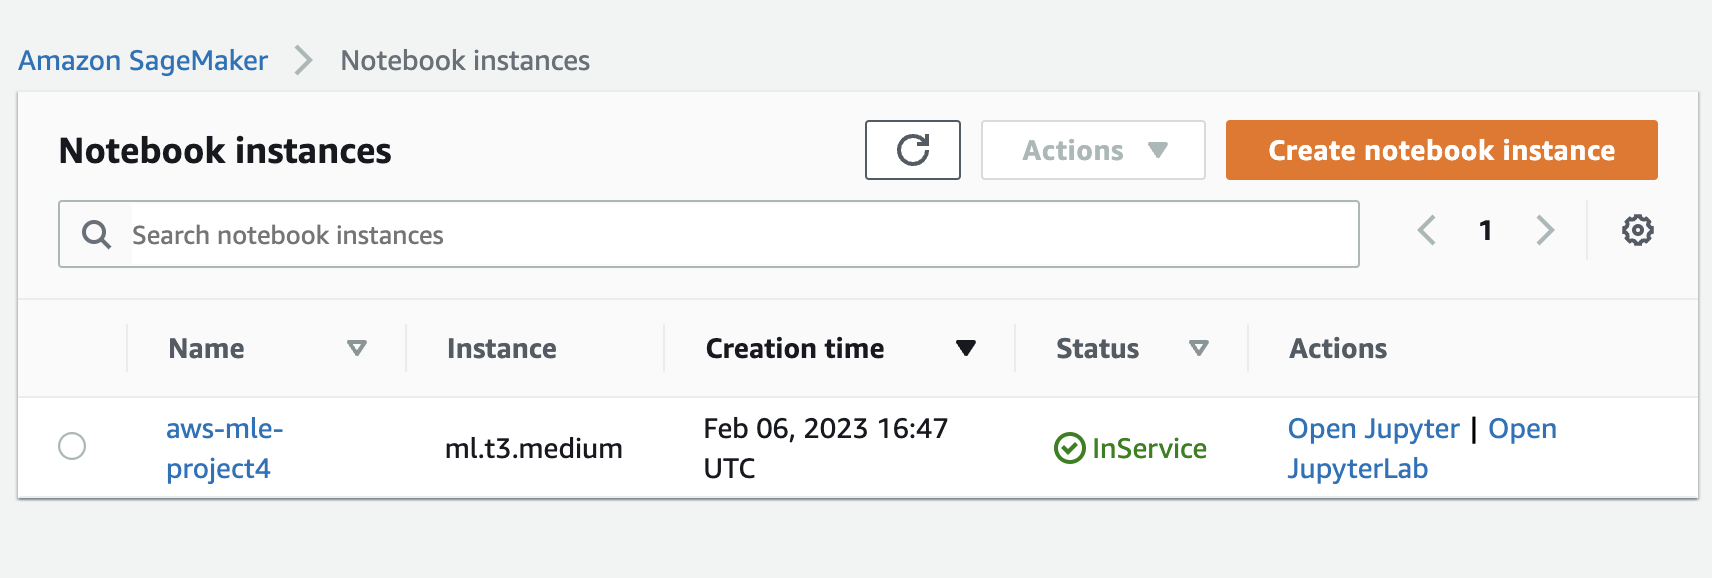 Amazon SageMaker > Notebook instances
Notebook instances
Actions
Create notebook instance
Search notebook instances
1
Name Instance Creation time Status Actions
aws-mle-
project4
ml.t3.medium
Feb 06, 2023 16:47
UTC
InService
Open Jupyter | Open
JupyterLab